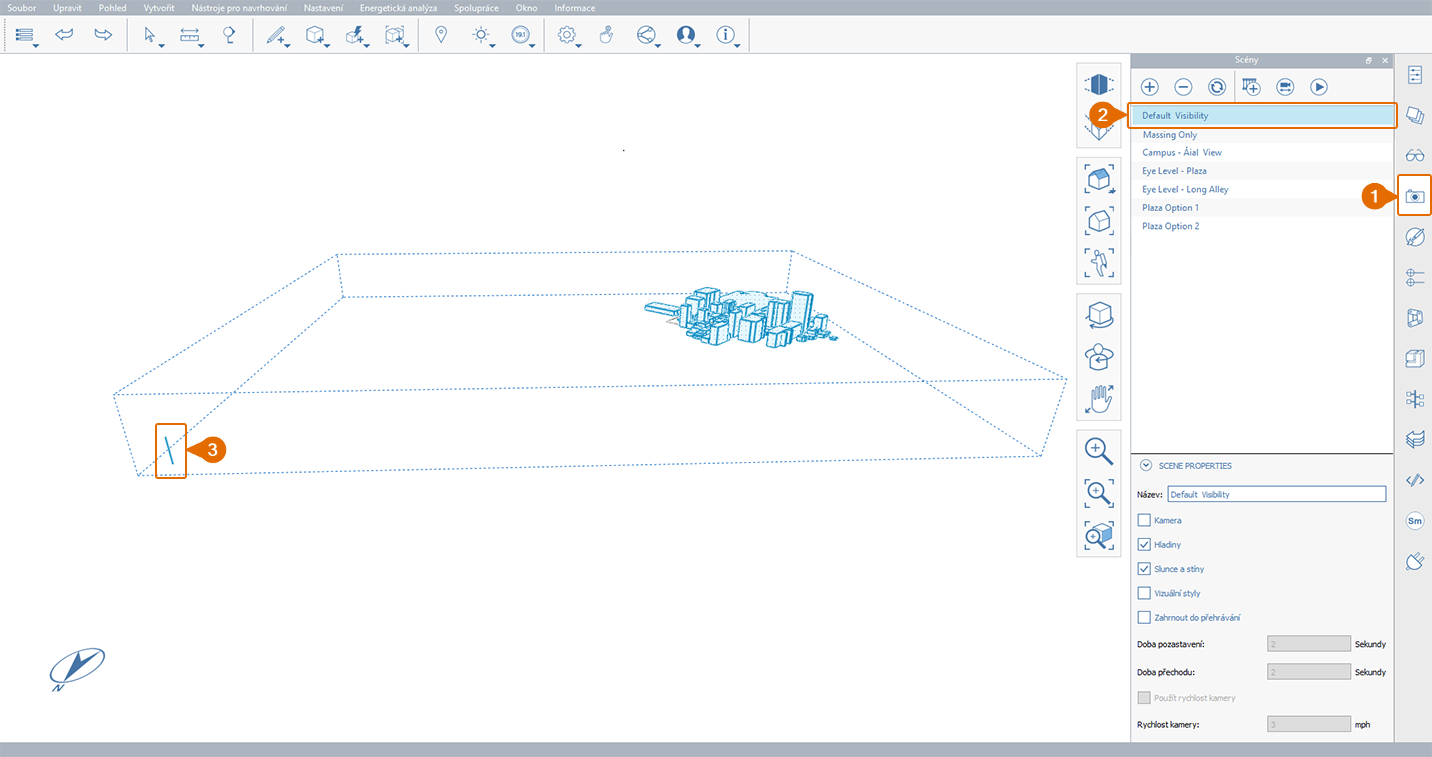 Soubor Upravit Pohled Vytvořit Nástroje pro navrhování Nastavení Energetická analýza Spolupráce Okno Informace
19.1
Scény
2
Default Visibility
Massing Only
Campus - Áial View
Eye Level - Plaza
1
Eye Level - Long Alley
Plaza Option 1
Plaza Option 2
3
SCENE PROPERTIES
Název: Default Visibility
Kamera
Sm
Hladiny
Slunce a stíny
Vizuální styly
Zahrnout do přehrávání
Doba pozastavení: 2 Sekundy
Doba přechodu: 2 Sekundy
N
Použít rychlost kamery
Rychlost kamery: 3 mph